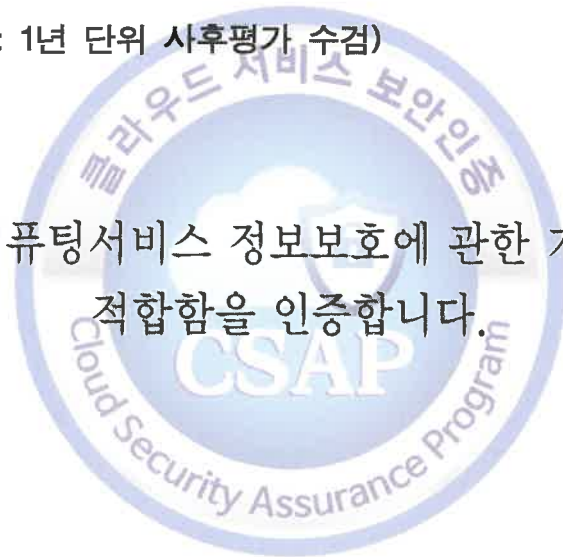 : 1년 단위 사후평가 수검)
클라우드 서비스 보안인증
퓨팅서비스 정보보호에 관한
적합함을 인증합니다.
CSAP
Cloud Security Assurance Program